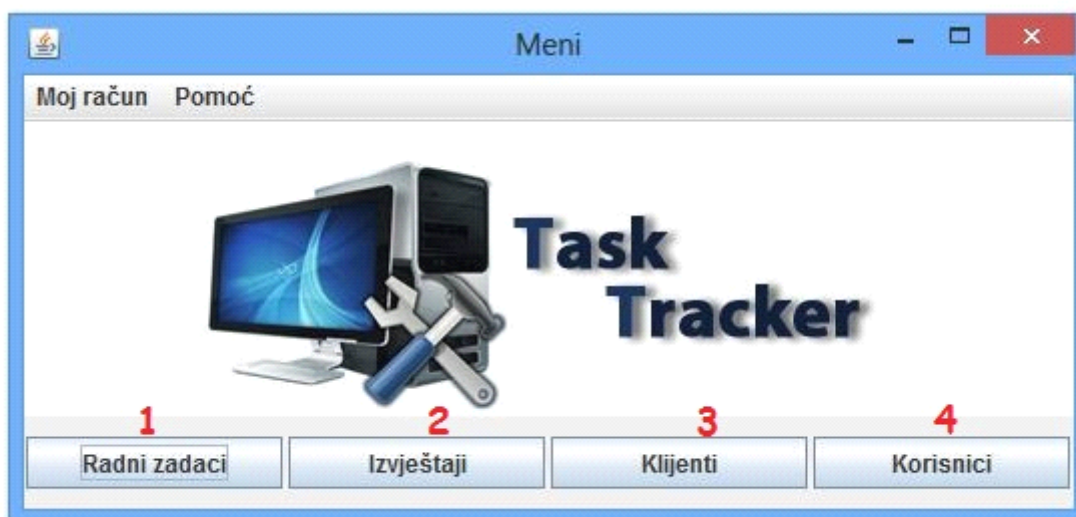 Meni
Moj račun Pomoć
Task
Tracker
1 2 3 4
Radni zadaci Izvještaji Klijenti Korisnici